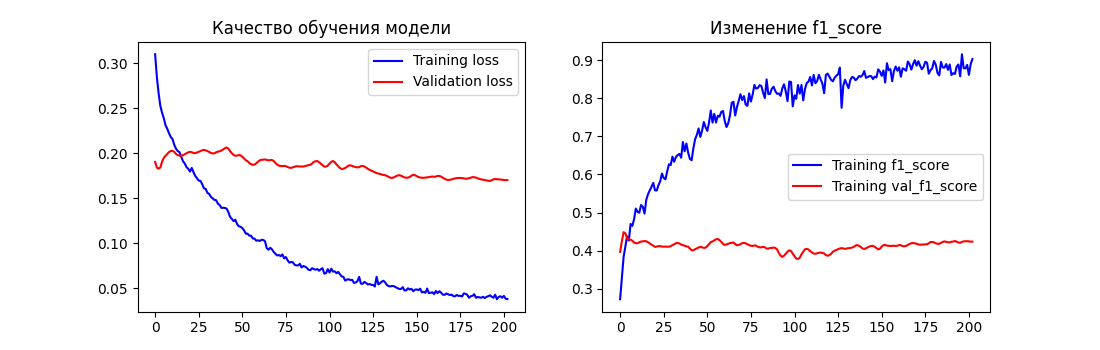 Качество обучения модели
Training loss
Validation loss
0.30
0.25
0.20
0.15
0.10
0.05
0 25 50 75 100 125 150 175 200
Изменение f1_score
0.9
0.8
0.7
0.6
0.5
0.4
0.3
Training f1_score
Training val_f1_score
0 25 50 75 100 125 150 175 200